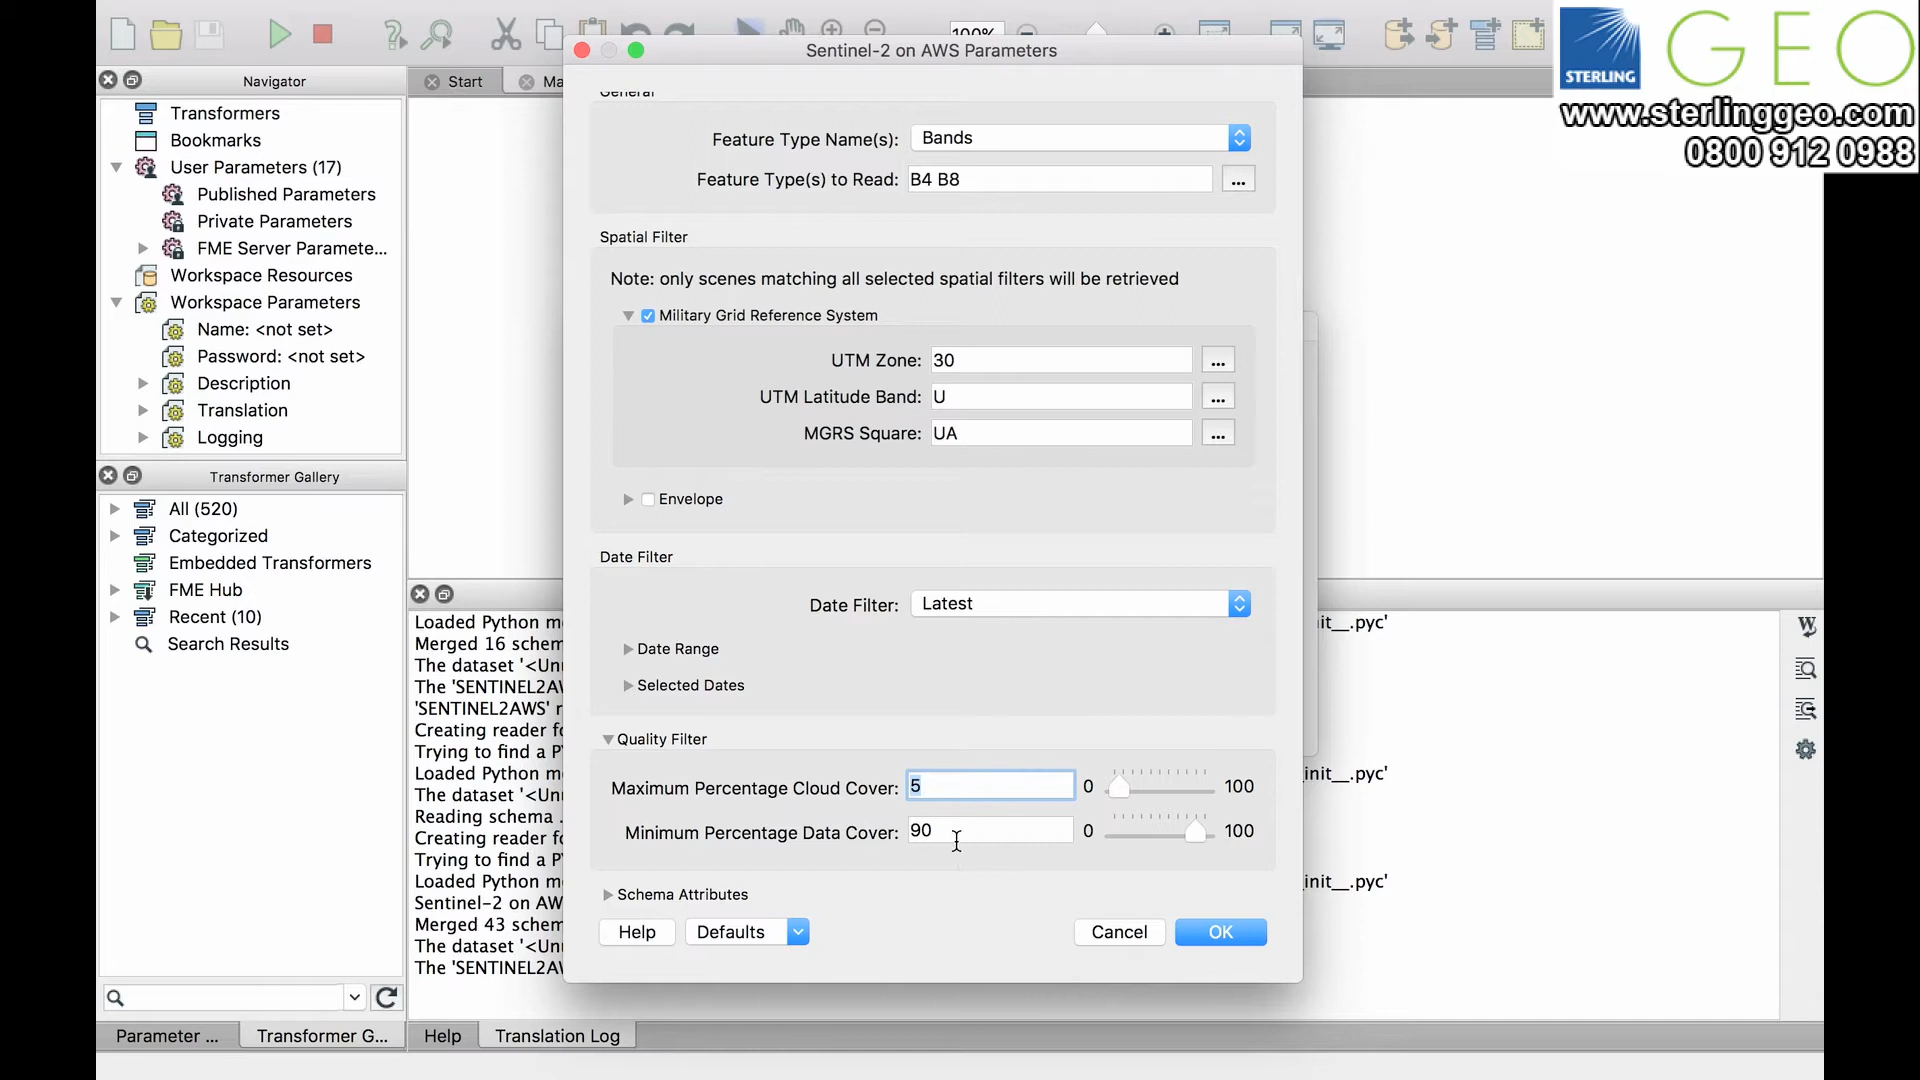 100%
Sentinel-2 on AWS Parameters
STERLING
GEO
www.sterlinggeo.com
0800 912 0988
Navigator
Start
Ma
Transformers
Bookmarks
User Parameters (17)
Published Parameters
Private Parameters
FME Server Paramete...
Workspace Resources
Workspace Parameters
Name: <not set>
Password: <not set>
Description
Translation
Logging
Transformer Gallery
All (520)
Categorized
Embedded Transformers
FME Hub
Recent (10)
Search Results
Parameter ...
Transformer G...
General
Feature Type Name(s): Bands
Feature Type(s) to Read: B4 B8 ...
Spatial Filter
Note: only scenes matching all selected spatial filters will be retrieved
Military Grid Reference System
UTM Zone: 30 ...
UTM Latitude Band: U ...
MGRS Square: UA ...
Envelope
Date Filter
Date Filter: Latest
Date Range
Selected Dates
Quality Filter
Maximum Percentage Cloud Cover: 5 0 100
Minimum Percentage Data Cover: 90 0 100
Schema Attributes
Help Defaults Cancel OK
Loaded Python m
it__.pyc'
Merged 16 schem
The dataset '<Un
The 'SENTINEL2AW
'SENTINEL2AWS' r
Creating reader fo
Trying to find a P
Loaded Python m
init__.pyc'
The dataset '<Un
Reading schema .
Creating reader fo
Trying to find a P
Loaded Python m
init__.pyc'
Sentinel-2 on AW
Merged 43 schem
The dataset '<Un
The 'SENTINEL2AW
Help
Translation Log